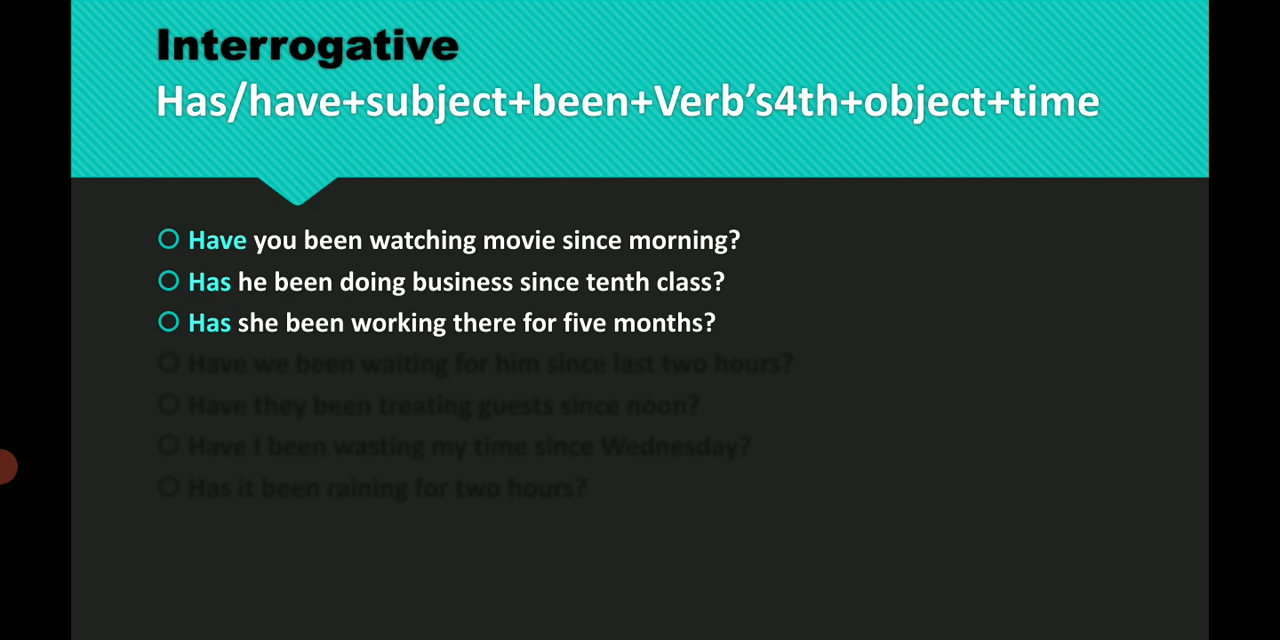 Interrogative
Has/have+subject+been+Verb’s4th+object+time
Have you been watching movie since morning?
Has he been doing business since tenth class?
Has she been working there for five months?
Have we been waiting for him since last two hours?
Have they been treating guests since noon?
Have I been wasting my time since Wednesday?
Has it been raining for two hours?